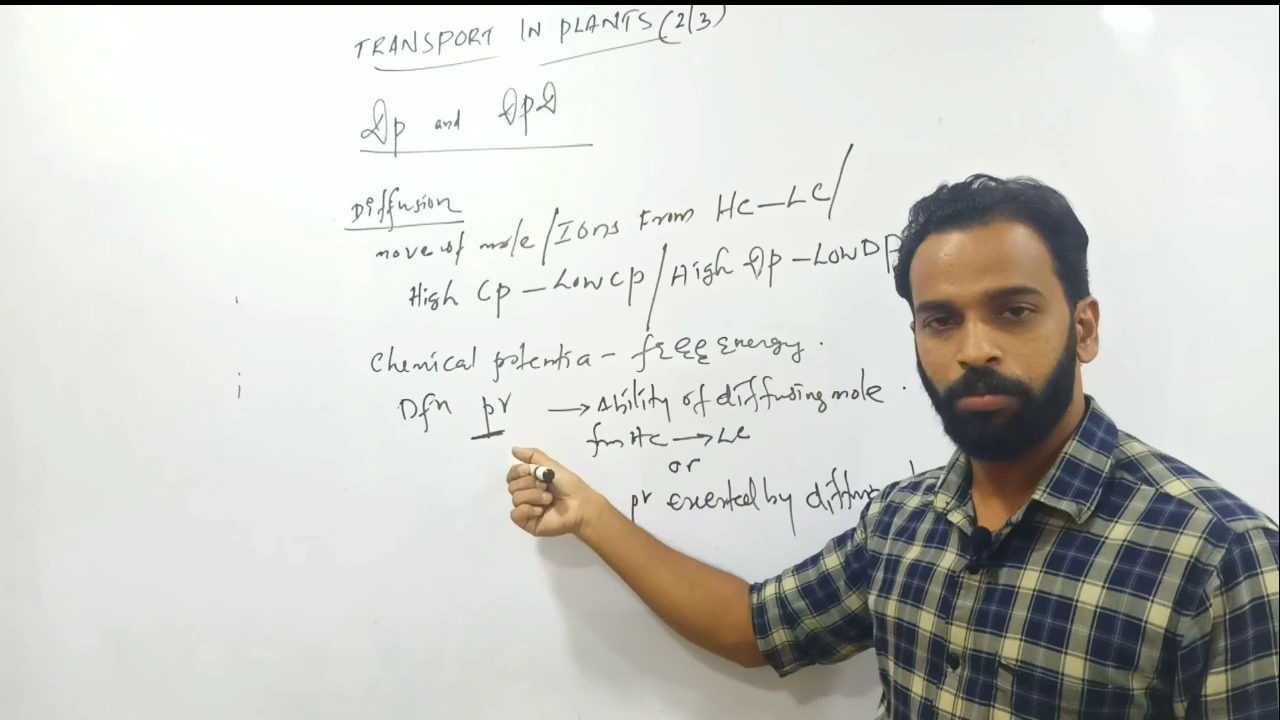 TRANSPORT IN PLANTS (2/3)
Dp and DpD
Diffusion
move of mole/Ions From Hc-LC/
High Cp-Low Cp/High Dp-Low DP
Chemical potentia- free energy.
Dfn pr → Ability of diffusing mole.
from Hc → LC
or
pr exerted by